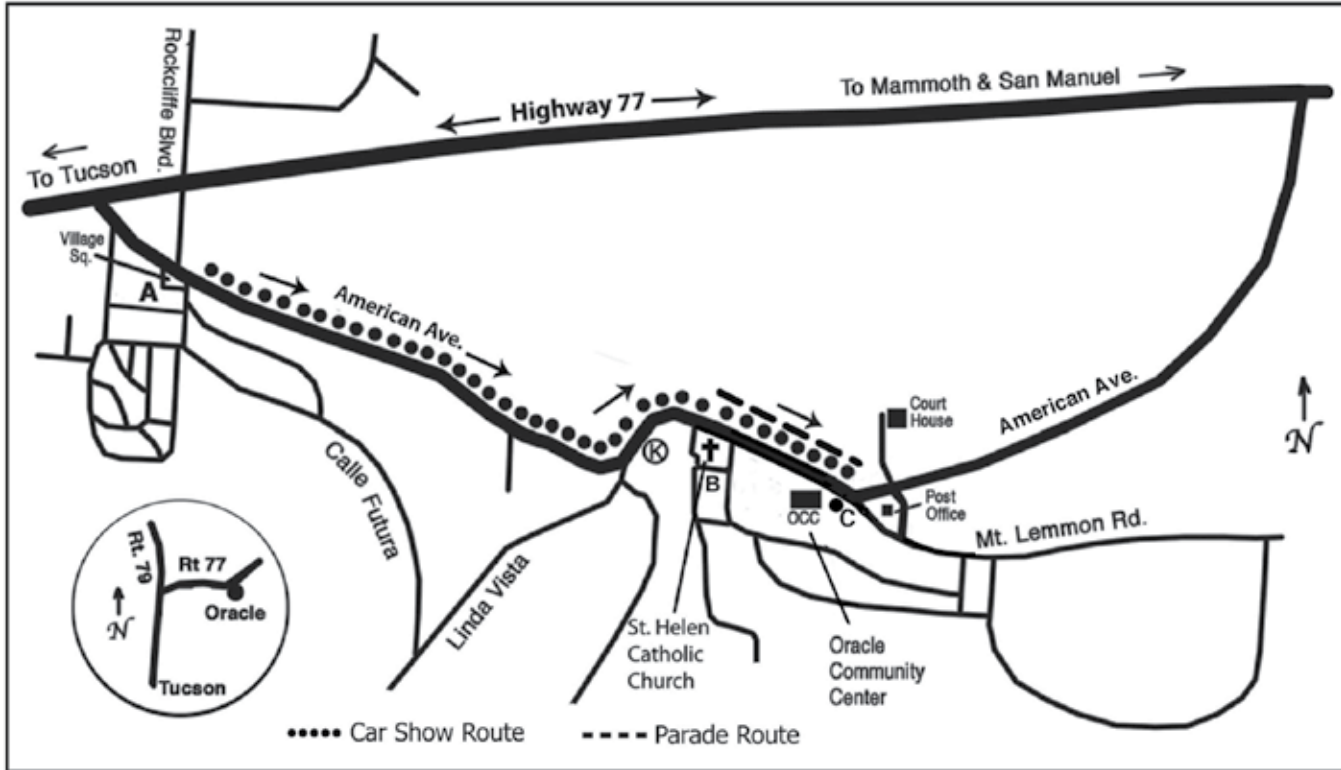 Rockcliffe Blvd.
To Mammoth & San Manuel
Highway 77
To Tucson
Village
Sq.
A
American Ave.
American Ave.
Court
House
N
K
B
OCC
C
Post
Office
Mt. Lemmon Rd.
Calle Futura
Linda Vista
St. Helen
Catholic
Church
Oracle
Community
Center
Rt. 79
Rt 77
Oracle
N
Tucson
Car Show Route
Parade Route